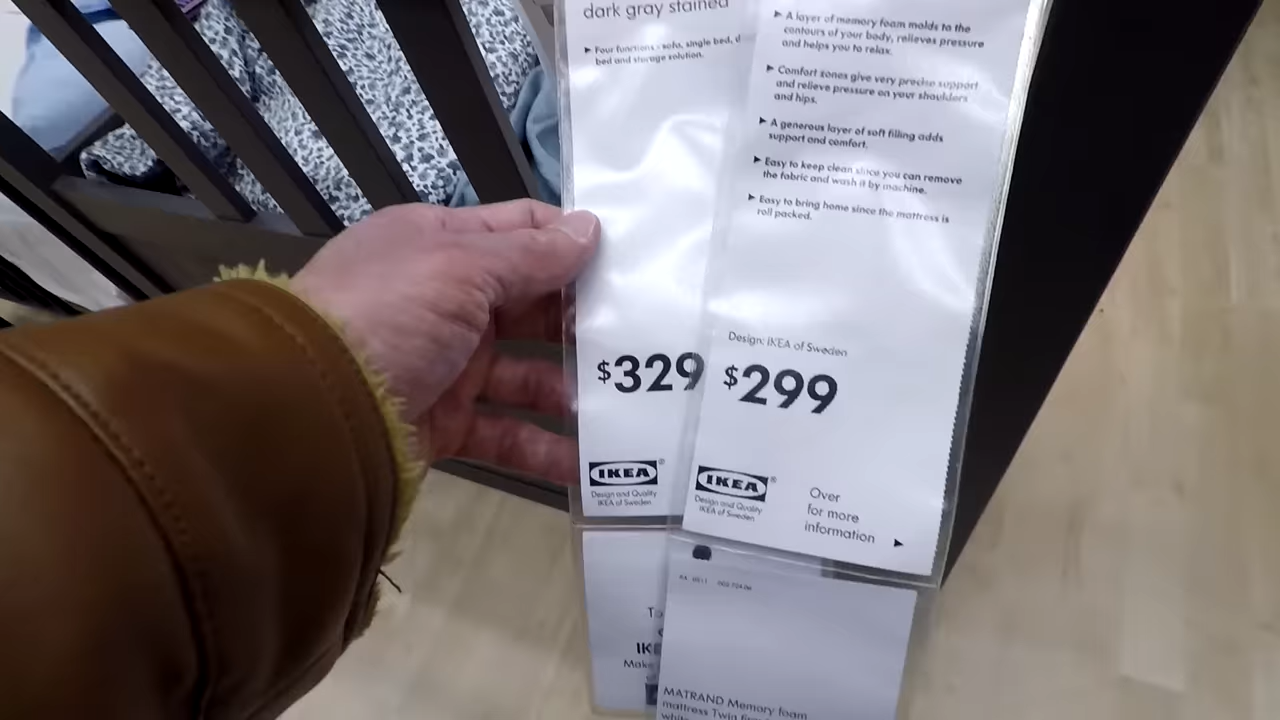 dark gray stained
▸ Four functions - sofa, single bed, d
bed and storage solution.
$329
IKEA®
Design and Quality
IKEA of Sweden
To
IKE
Make
▸ A layer of memory foam molds to the
contours of your body, relieves pressure
and helps you to relax.
▸ Comfort zones give very precise support
and relieve pressure on your shoulders
and hips.
▸ A generous layer of soft filling adds
support and comfort.
▸ Easy to keep clean since you can remove
the fabric and wash it by machine.
▸ Easy to bring home since the mattress is
roll packed.
Design: IKEA of Sweden
$299
IKEA®
Design and Quality
IKEA of Sweden
Over
for more
information ▸
MATRAND Memory foam
mattress Twin